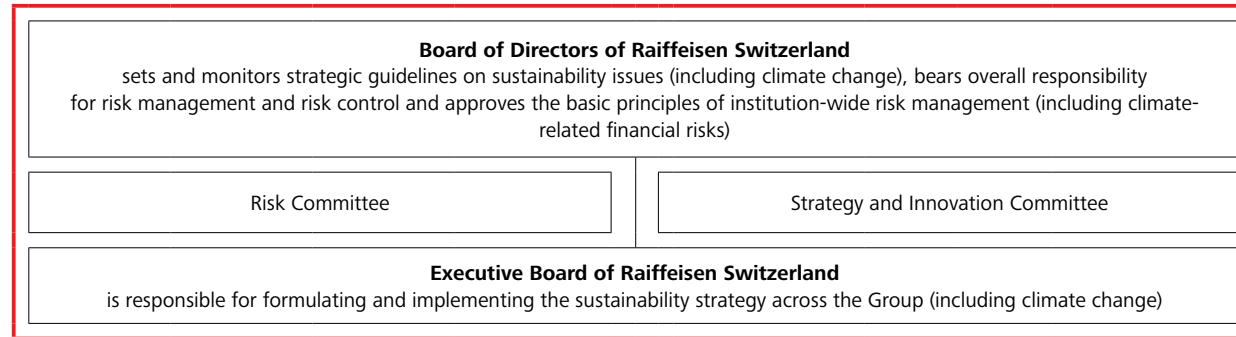 Board of Directors of Raiffeisen Switzerland
sets and monitors strategic guidelines on sustainability issues (including climate change), bears overall responsibility
for risk management and risk control and approves the basic principles of institution-wide risk management (including climate-
related financial risks)
Risk Committee
Strategy and Innovation Committee
Executive Board of Raiffeisen Switzerland
is responsible for formulating and implementing the sustainability strategy across the Group (including climate change)